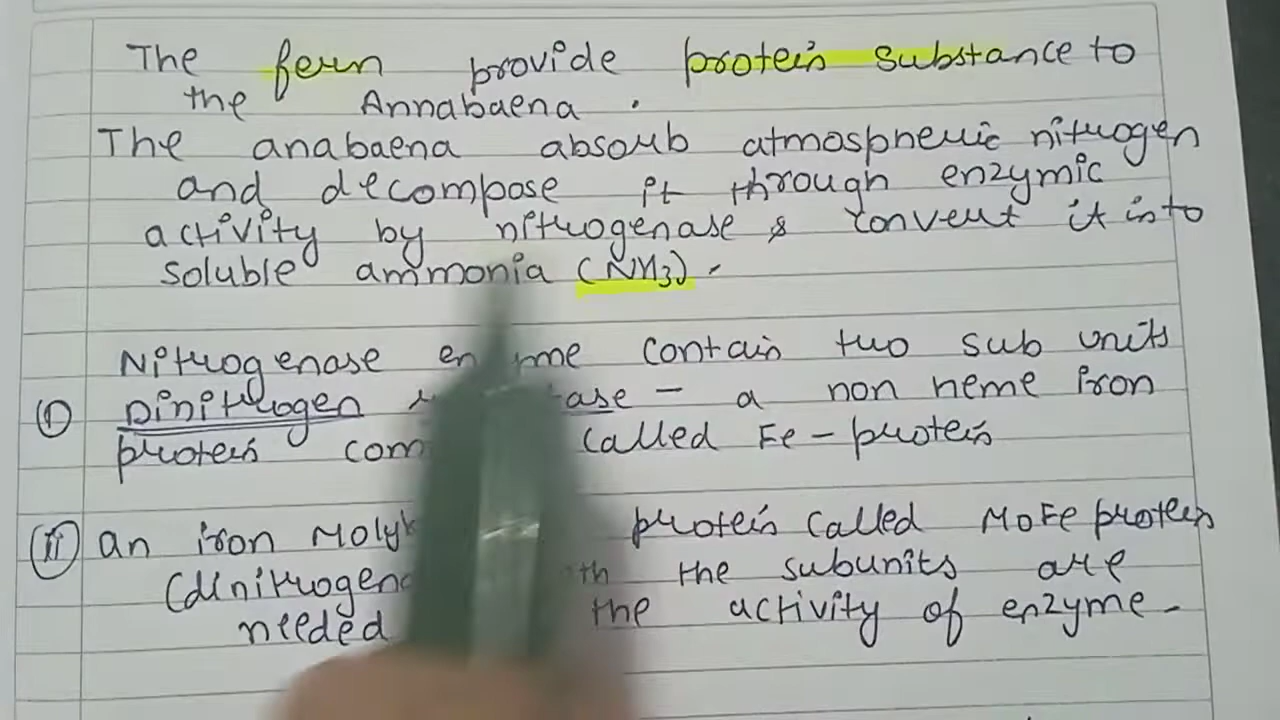 The fern provide protein substance to
the Annabaena.
The anabaena absorb atmospheric nitrogen
and decompose it through enzymic
activity by nitrogenase & convert it into
soluble ammonia (NH3).
Nitrogenase contain two sub units
(I) Dinitrogen - a non heme iron
protein called Fe-protein
(II) an iron protein called MoFe protein
the subunits are
needed the activity of enzyme-